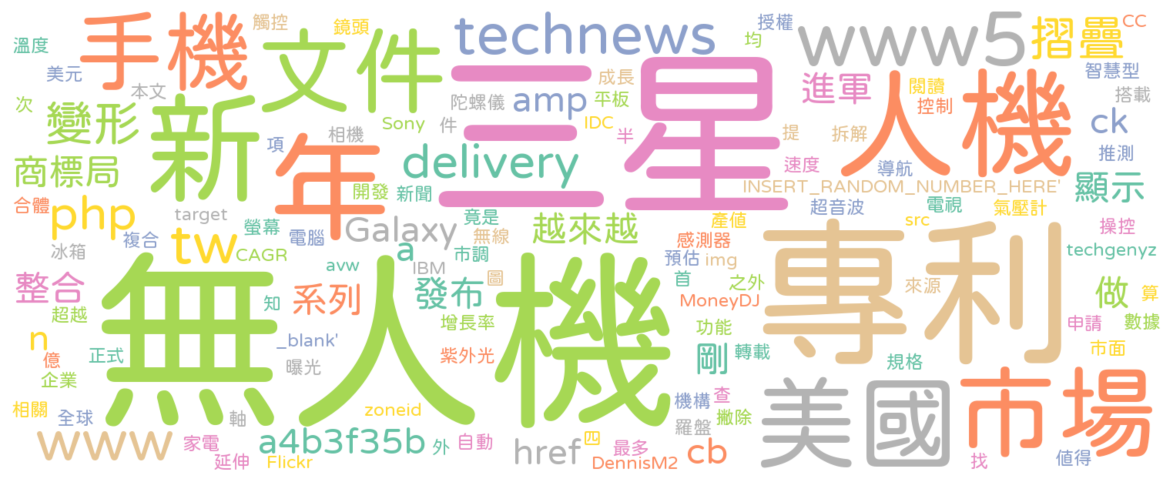 溫度
美元
次
本文
手機
觸控
鏡頭
文件
technews
三星
成長
授權
均
www5
摺疊
CC
智慧型
搭載
變形
新
相機
項
年
Sony
件
陀螺儀
amp
平板
IDC
半
提
拆解
進軍
閱讀
控制
人機
ck
推測
商標局
合體
php
target
delivery
開發
新聞
速度
導航
INSERT_RANDOM_NUMBER_HERE'
顯示
冰箱
複合
tw
螢幕
電腦
CAGR
Galaxy
a
竟是
無線
越來越
產值
超音波
src
電視
氣壓計
操控
techgenyz
整合
超越
無人機
知
系列
avw
IBM
市調
發布
圖
感測器
預估
img
首
之外
MoneyDJ
專利
來源
做
算
申請
數據
n
億
企業
正式
_blank'
曝光
增長率
紫外光
功能
剛
轉載
規格
市面
相關
全球
軸
zoneid
機構
查
羅盤
撇除
美國
市場
www
家電
延伸
a4b3f35b
Flickr
外
自動
href
四
最多
DennisM2
cb
找
值得